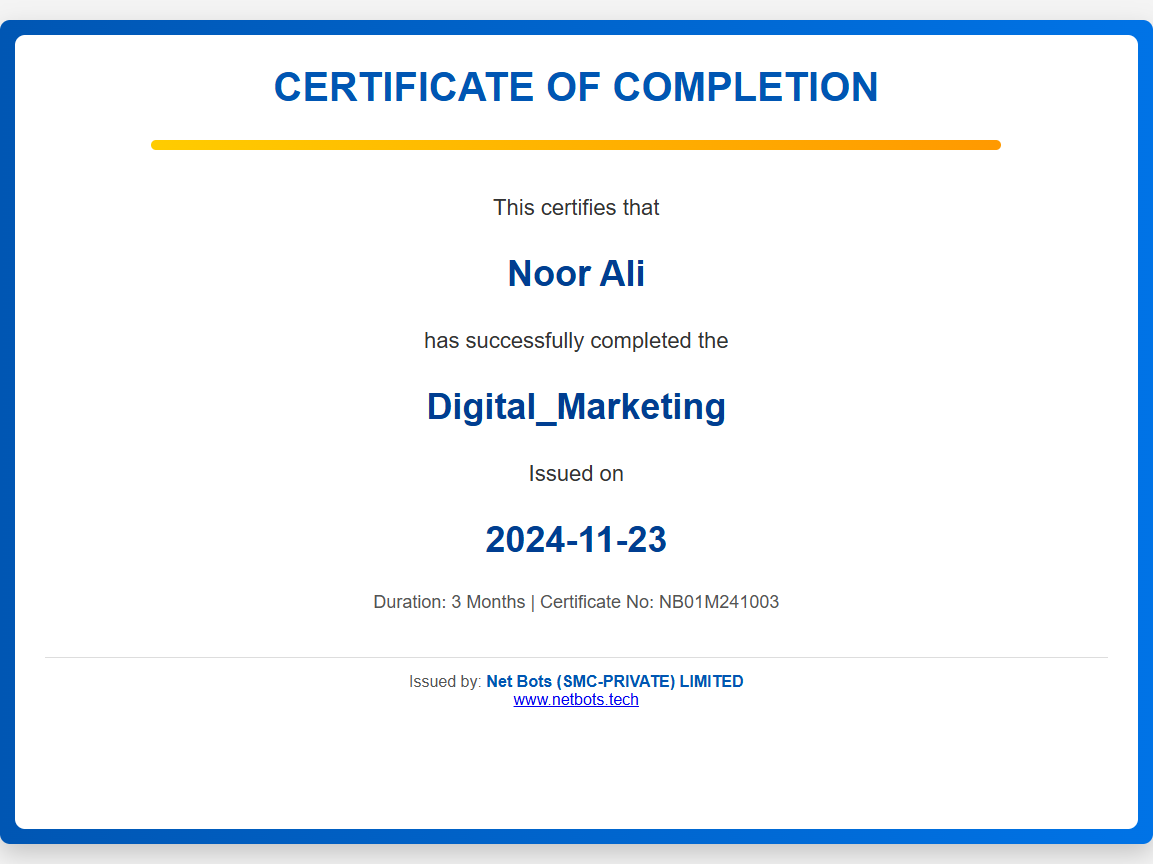 CERTIFICATE OF COMPLETION
This certifies that
Noor Ali
has successfully completed the
Digital_Marketing
Issued on
2024-11-23
Duration: 3 Months | Certificate No: NB01M241003
Issued by: Net Bots (SMC-PRIVATE) LIMITED
www.netbots.tech